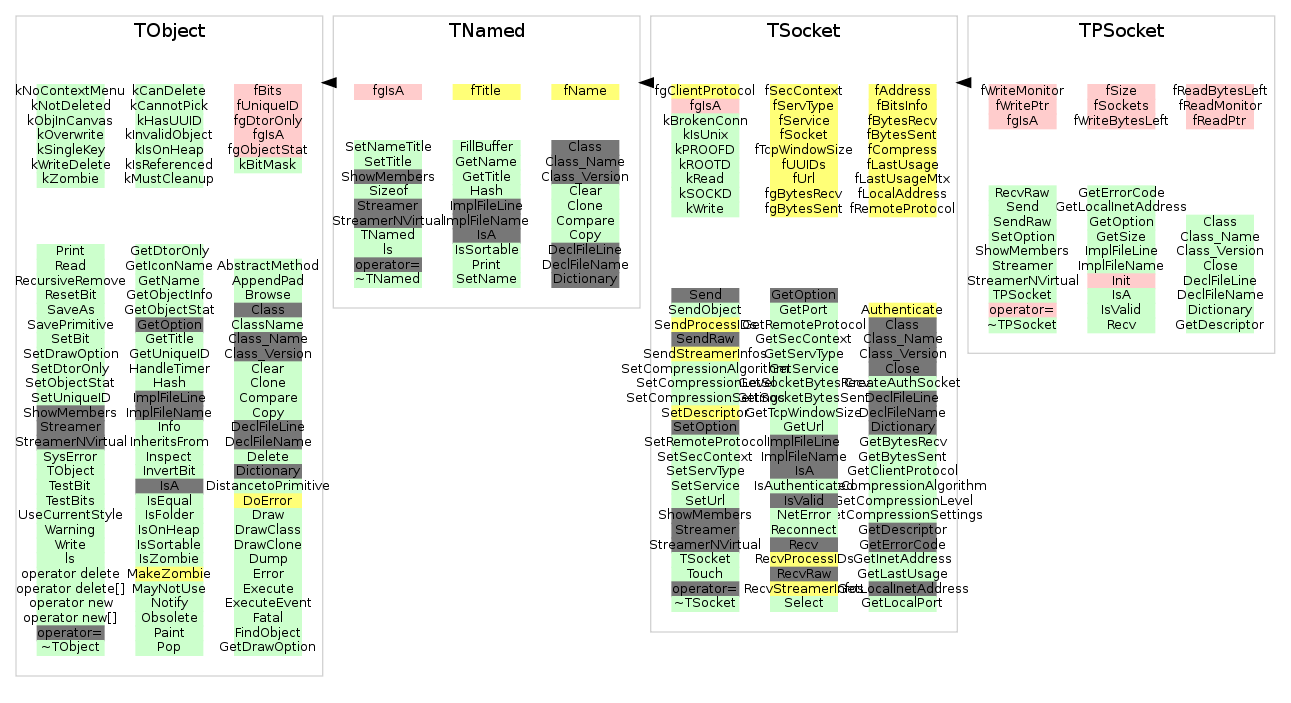 TObject
kNoContextMenu
kNotDeleted
kObjInCanvas
kOverwrite
kSingleKey
kWriteDelete
kZombie
kCanDelete
kCannotPick
kHasUUID
kInvalidObject
kIsOnHeap
kIsReferenced
kMustCleanup
fBits
fUniqueID
fgDtorOnly
fgIsA
fgObjectStat
kBitMask
Print
Read
RecursiveRemove
ResetBit
SaveAs
SavePrimitive
SetBit
SetDrawOption
SetDtorOnly
SetObjectStat
SetUniqueID
ShowMembers
Streamer
StreamerNVirtual
SysError
TObject
TestBit
TestBits
UseCurrentStyle
Warning
Write
ls
operator delete
operator delete[]
operator new
operator new[]
operator=
~TObject
GetDtorOnly
GetIconName
GetName
GetObjectInfo
GetObjectStat
GetOption
GetTitle
GetUniqueID
HandleTimer
Hash
ImplFileLine
ImplFileName
Info
InheritsFrom
Inspect
InvertBit
IsA
IsEqual
IsFolder
IsOnHeap
IsSortable
IsZombie
MakeZombie
MayNotUse
Notify
Obsolete
Paint
Pop
AbstractMethod
AppendPad
Browse
Class
ClassName
Class_Name
Class_Version
Clear
Clone
Compare
Copy
DeclFileLine
DeclFileName
Delete
Dictionary
DistancetoPrimitive
DoError
Draw
DrawClass
DrawClone
Dump
Error
Execute
ExecuteEvent
Fatal
FindObject
GetDrawOption
TNamed
fgIsA
fTitle
fName
SetNameTitle
SetTitle
ShowMembers
Sizeof
Streamer
StreamerNVirtual
TNamed
ls
operator=
~TNamed
FillBuffer
GetName
GetTitle
Hash
ImplFileLine
ImplFileName
IsA
IsSortable
Print
SetName
Class
Class_Name
Class_Version
Clear
Clone
Compare
Copy
DeclFileLine
DeclFileName
Dictionary
TSocket
fgClientProtocol
fgIsA
kBrokenConn
kIsUnix
kPROOFD
kROOTD
kRead
kSOCKD
kWrite
fSecContext
fServType
fService
fSocket
fTcpWindowSize
fUUIDs
fUrl
fgBytesRecv
fgBytesSent
fAddress
fBitsInfo
fBytesRecv
fBytesSent
fCompress
fLastUsage
fLastUsageMtx
fLocalAddress
fRemoteProtocol
Send
SendObject
SendProcessIDs
SendRaw
SendStreamerInfos
SetCompressionAlgorithm
SetCompressionLevel
SetCompressionSettings
SetDescriptor
SetOption
SetRemoteProtocol
SetSecContext
SetServType
SetService
SetUrl
ShowMembers
Streamer
StreamerNVirtual
TSocket
Touch
operator=
~TSocket
GetOption
GetPort
GetRemoteProtocol
GetSecContext
GetServType
GetService
GetSocketBytesRecv
GetSocketBytesSent
GetTcpWindowSize
GetUrl
ImplFileLine
ImplFileName
IsA
IsAuthenticated
IsValid
NetError
Reconnect
Recv
RecvProcessIDs
RecvRaw
RecvStreamerInfos
Select
Authenticate
Class
Class_Name
Class_Version
Close
CreateAuthSocket
DeclFileLine
DeclFileName
Dictionary
GetBytesRecv
GetBytesSent
GetClientProtocol
CompressionAlgorithm
GetCompressionLevel
tCompressionSettings
GetDescriptor
GetErrorCode
GetInetAddress
GetLastUsage
GetLocalInetAddress
GetLocalPort
TPSocket
fWriteMonitor
fWritePtr
fgIsA
fSize
fSockets
fWriteBytesLeft
fReadBytesLeft
fReadMonitor
fReadPtr
RecvRaw
Send
SendRaw
SetOption
ShowMembers
Streamer
StreamerNVirtual
TPSocket
operator=
~TPSocket
GetErrorCode
GetLocalInetAddress
GetOption
GetSize
ImplFileLine
ImplFileName
Init
IsA
IsValid
Recv
Class
Class_Name
Class_Version
Close
DeclFileLine
DeclFileName
Dictionary
GetDescriptor